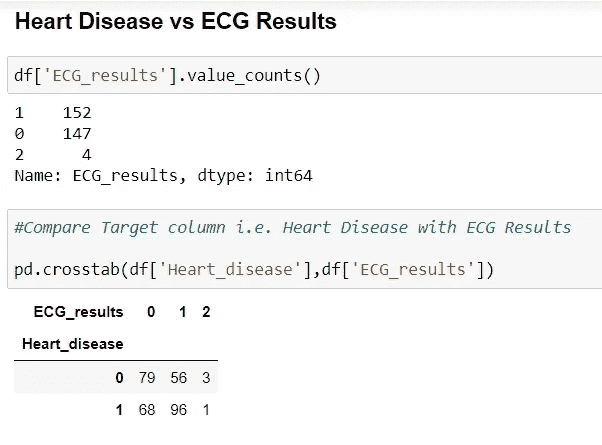 Heart Disease vs ECG Results
df['ECG_results'].value_counts()
1    152
0    147
2      4
Name: ECG_results, dtype: int64
#Compare Target column i.e. Heart Disease with ECG Results
pd.crosstab(df['Heart_disease'],df['ECG_results'])
ECG_results 0 1 2
Heart_disease
0 79 56 3
1 68 96 1